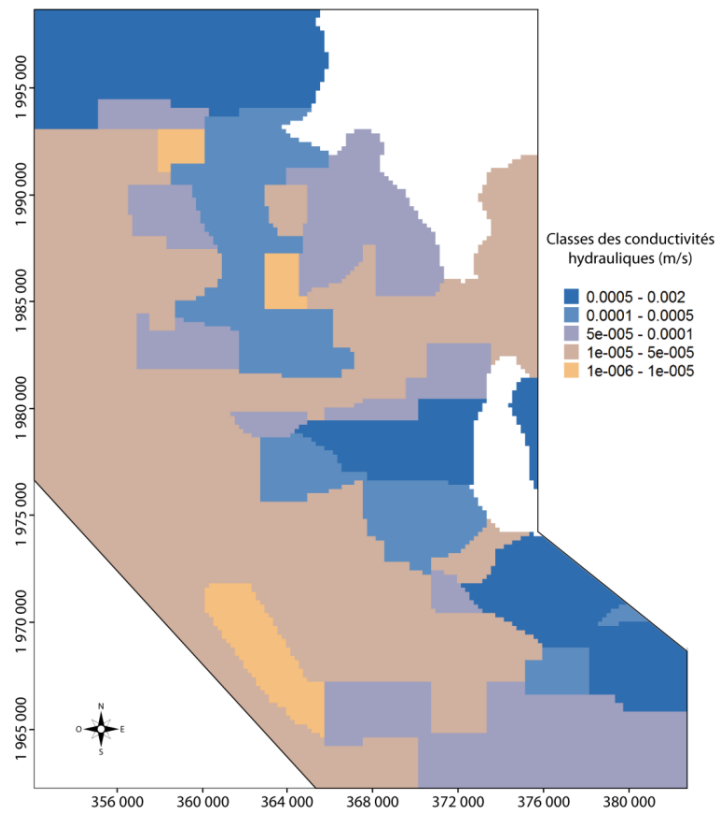 1 995 000
1 990 000
1 985 000
1 980 000
1 975 000
1 970 000
1 965 000
Classes des conductivités
hydrauliques (m/s)
0.0005 - 0.002
0.0001 - 0.0005
5e-005 - 0.0001
1e-005 - 5e-005
1e-006 - 1e-005
N
O E
S
356 000 360 000 364 000 368 000 372 000 376 000 380 000